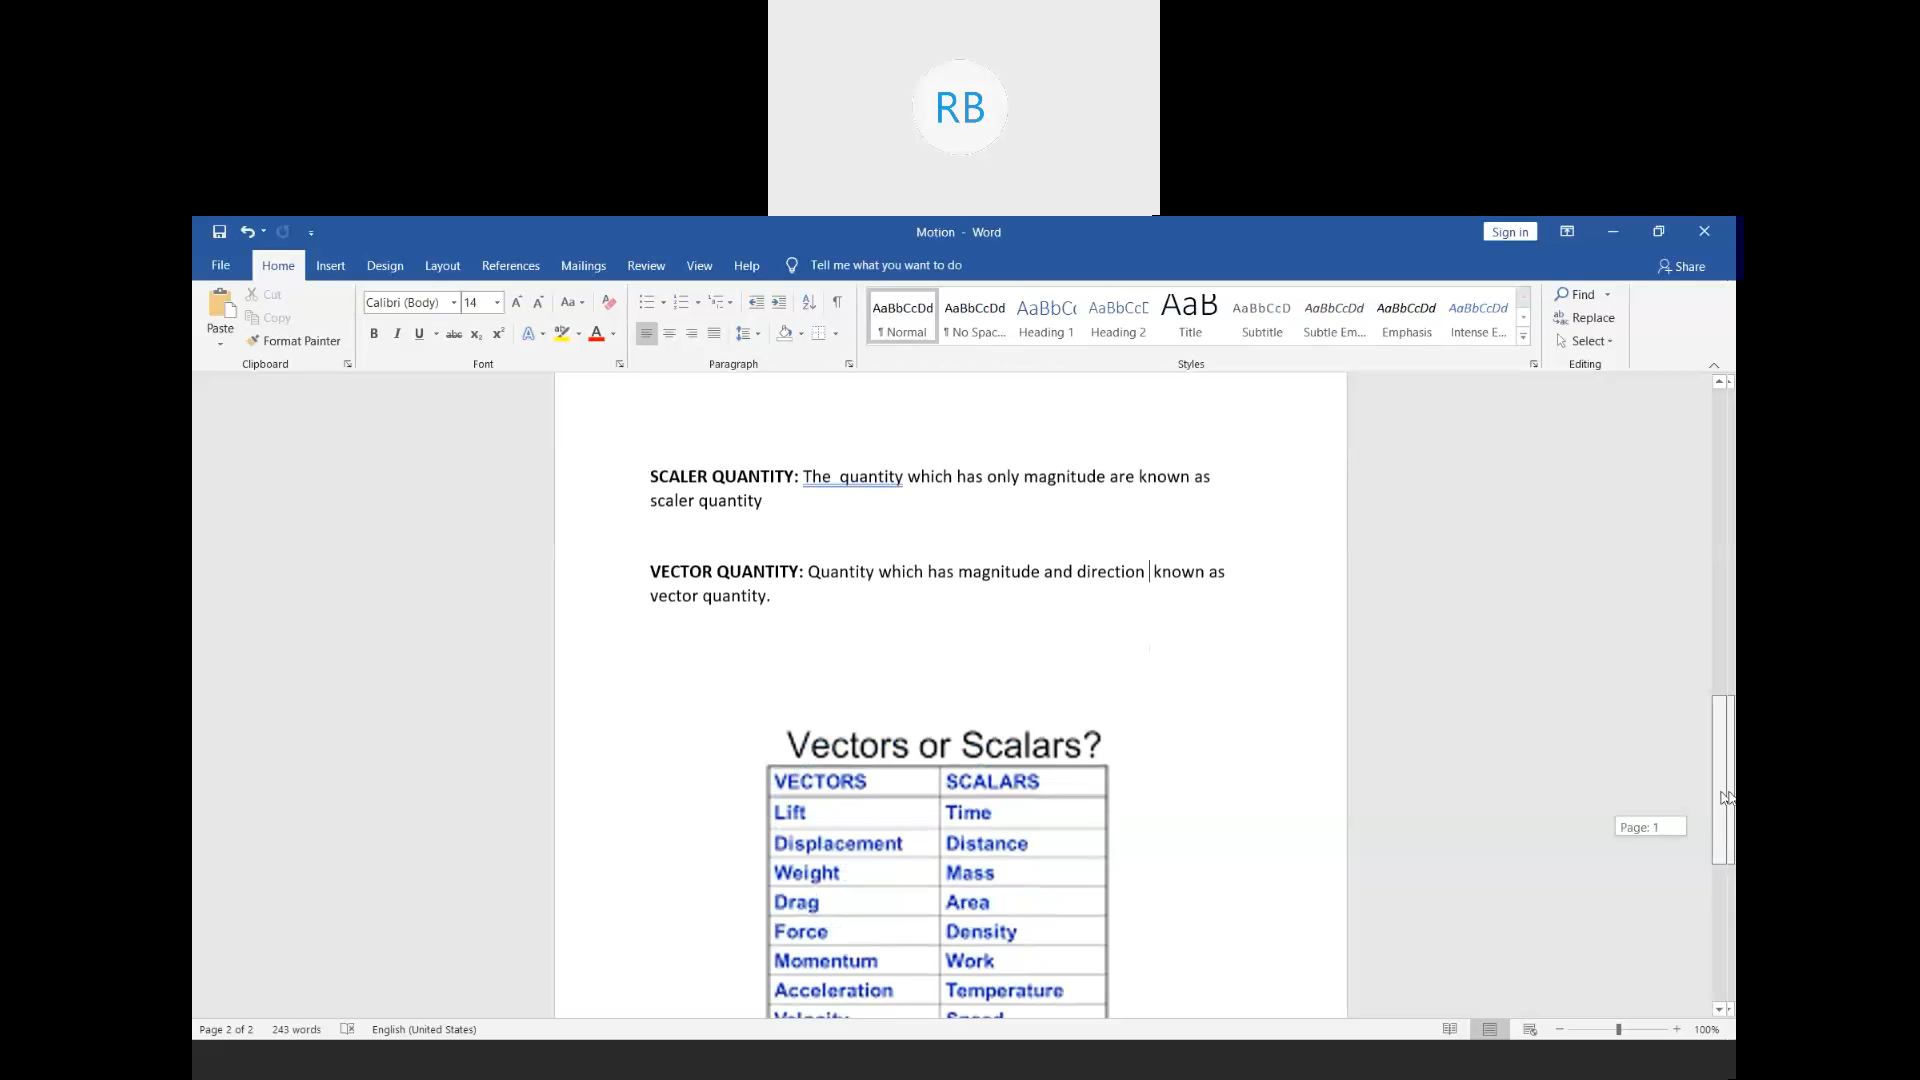 RB
Motion - Word
Sign in
File Home Insert Design Layout References Mailings Review View Help Tell me what you want to do
Share
Paste
Cut
Copy
Format Painter
Clipboard
Calibri (Body) 14
Font
Paragraph
AaBbCcDd AaBbCcDd AaBbCc AaBbCcE AaB AaBbCcD AaBbCcDd AaBbCcDd AaBbCcDd
¶ Normal ¶ No Spac... Heading 1 Heading 2 Title Subtitle Subtle Em... Emphasis Intense E...
Styles
Find
Replace
Select
Editing
SCALER QUANTITY: The  quantity which has only magnitude are known as
scaler quantity
VECTOR QUANTITY: Quantity which has magnitude and direction known as
vector quantity.
Vectors or Scalars?
VECTORS SCALARS
Lift Time
Displacement Distance
Weight Mass
Drag Area
Force Density
Momentum Work
Acceleration Temperature
Velocity Speed
Page: 1
Page 2 of 2 243 words English (United States) 100%